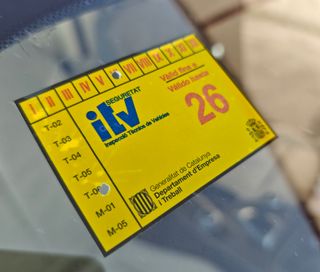 I II III IV V VI VII VIII IX X XI XII
SEGURETAT
itv
Inspecció Tècnica de Vehicles
Vàlid fins a
Válido hasta
26
T-02
T-03
T-04
T-05
T-06
M-01
M-05
Generalitat de Catalunya
Departament d'Empresa
i Treball